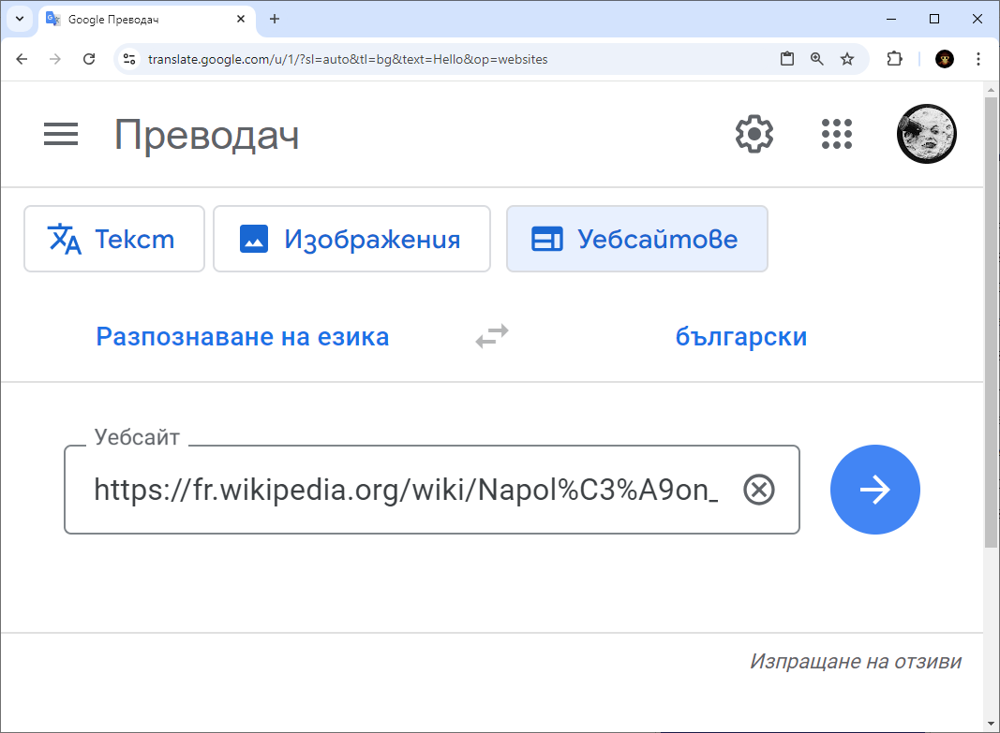 Google Преводач
translate.google.com/u/1/?sl=auto&tl=bg&text=Hello&op=websites
Преводач
Текст
Изображения
Уебсайтове
Разпознаване на езика
български
Уебсайт
https://fr.wikipedia.org/wiki/Napol%C3%A9on_
Изпращане на отзиви